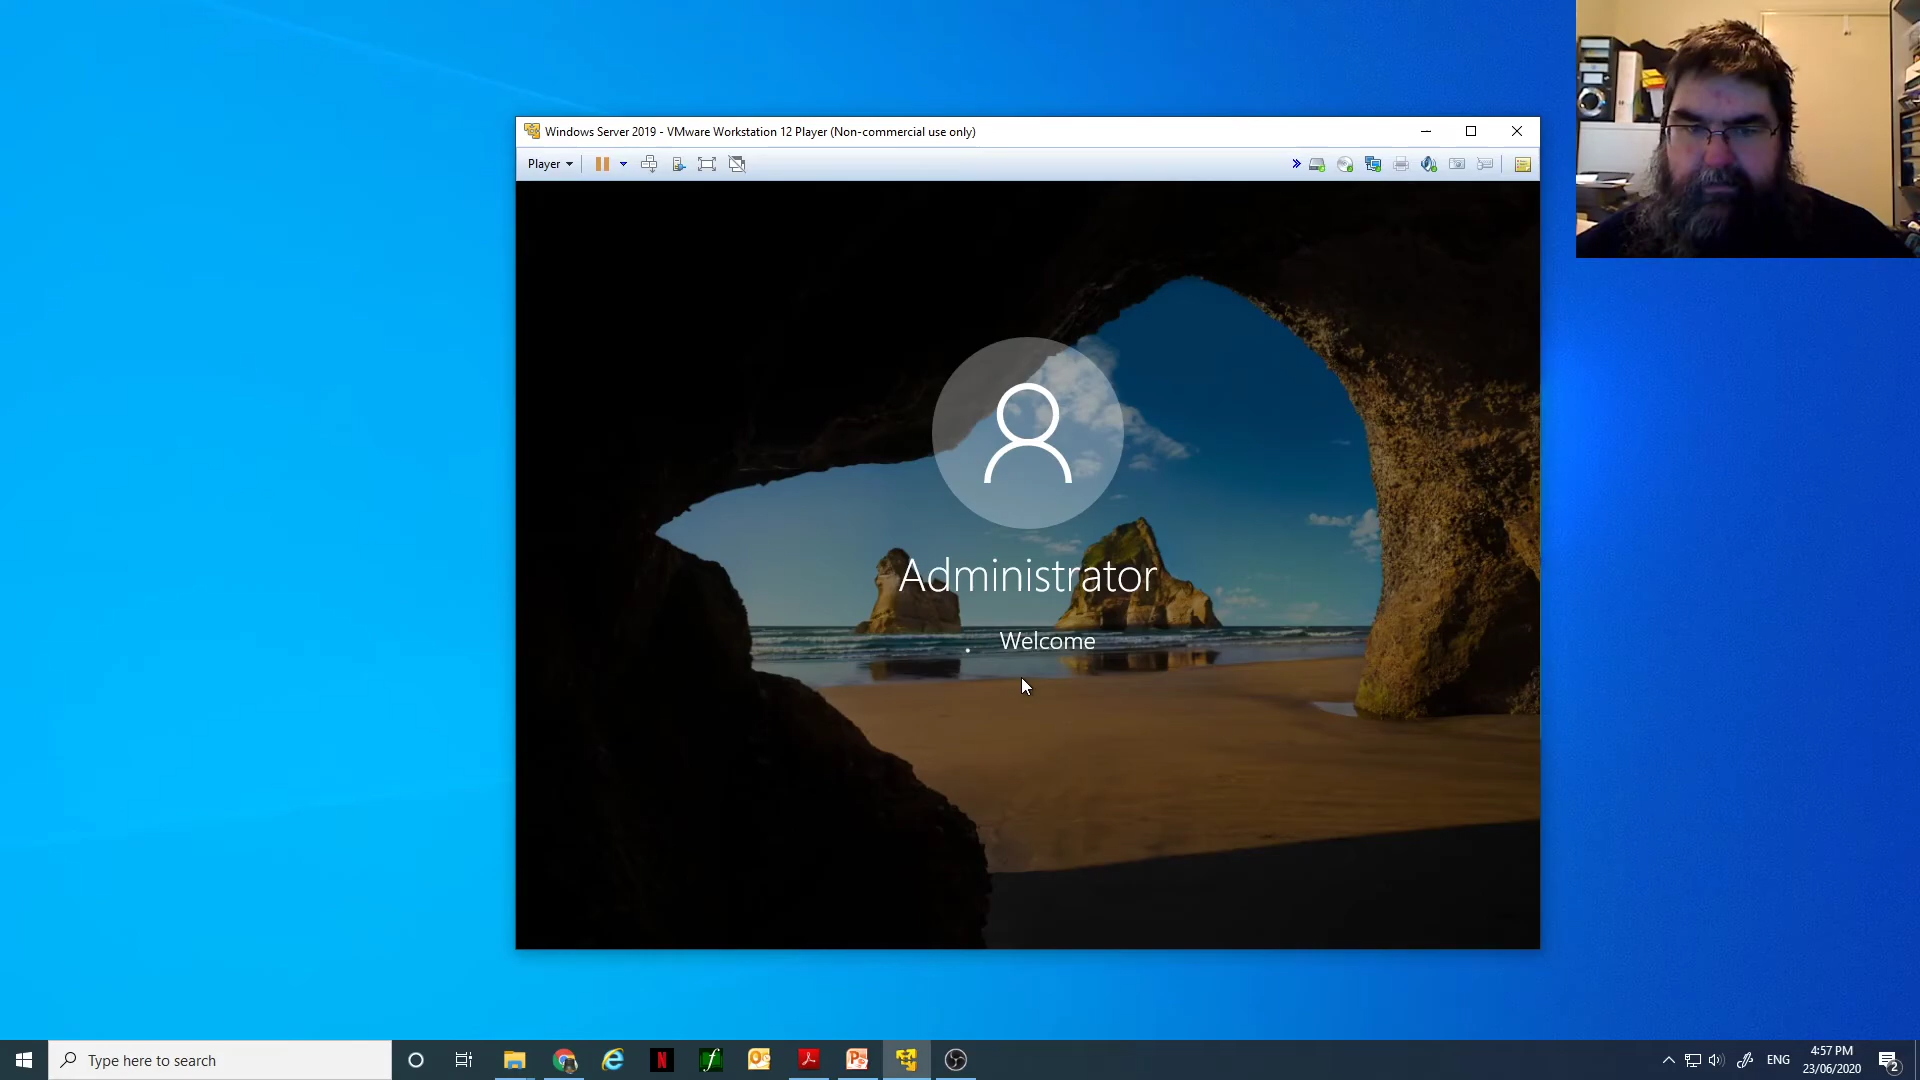 Windows Server 2019 - VMware Workstation 12 Player (Non-commercial use only)
Player
Administrator
Welcome
Type here to search
ENG
4:57 PM
23/06/2020
2